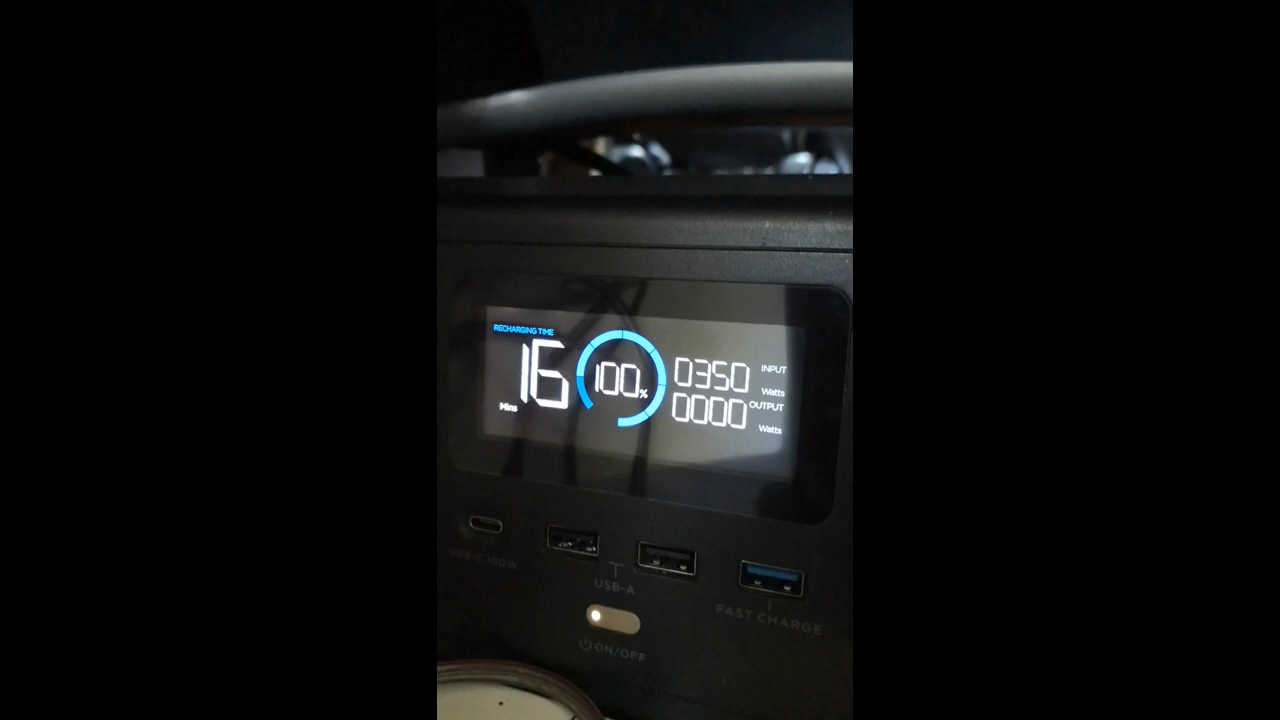 RECHARGING TIME
16
Mins
100%
0350 INPUT
Watts
0000 OUTPUT
Watts
USB-C 100W
USB-A
FAST CHARGE
ON/OFF